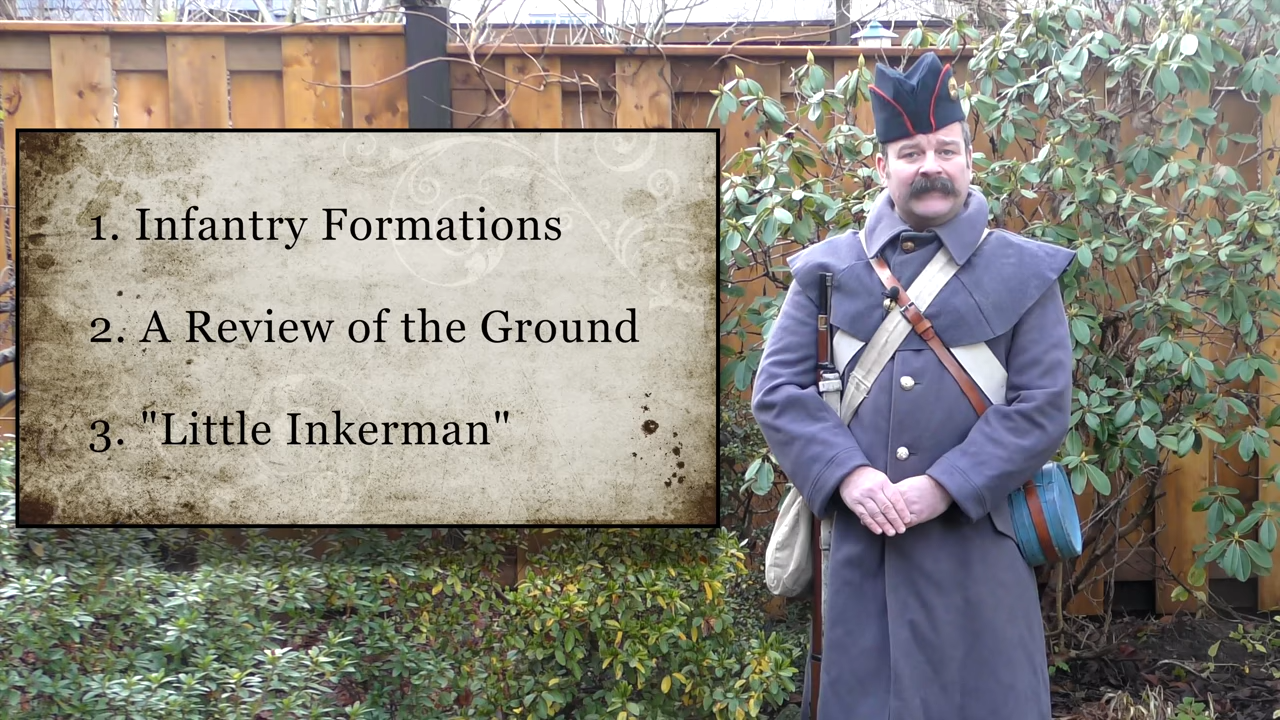 1. Infantry Formations
2. A Review of the Ground
3. "Little Inkerman"